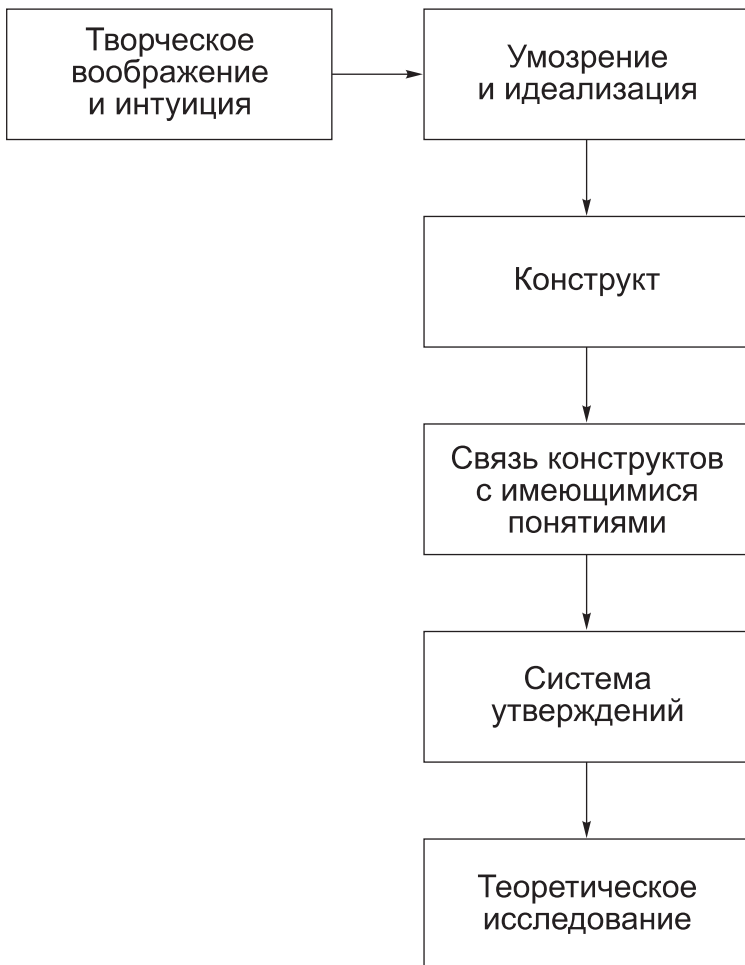 Творческое
воображение
и интуиция
Умозрение
и идеализация
Конструкт
Связь конструктов
с имеющимися
понятиями
Система
утверждений
Теоретическое
исследование